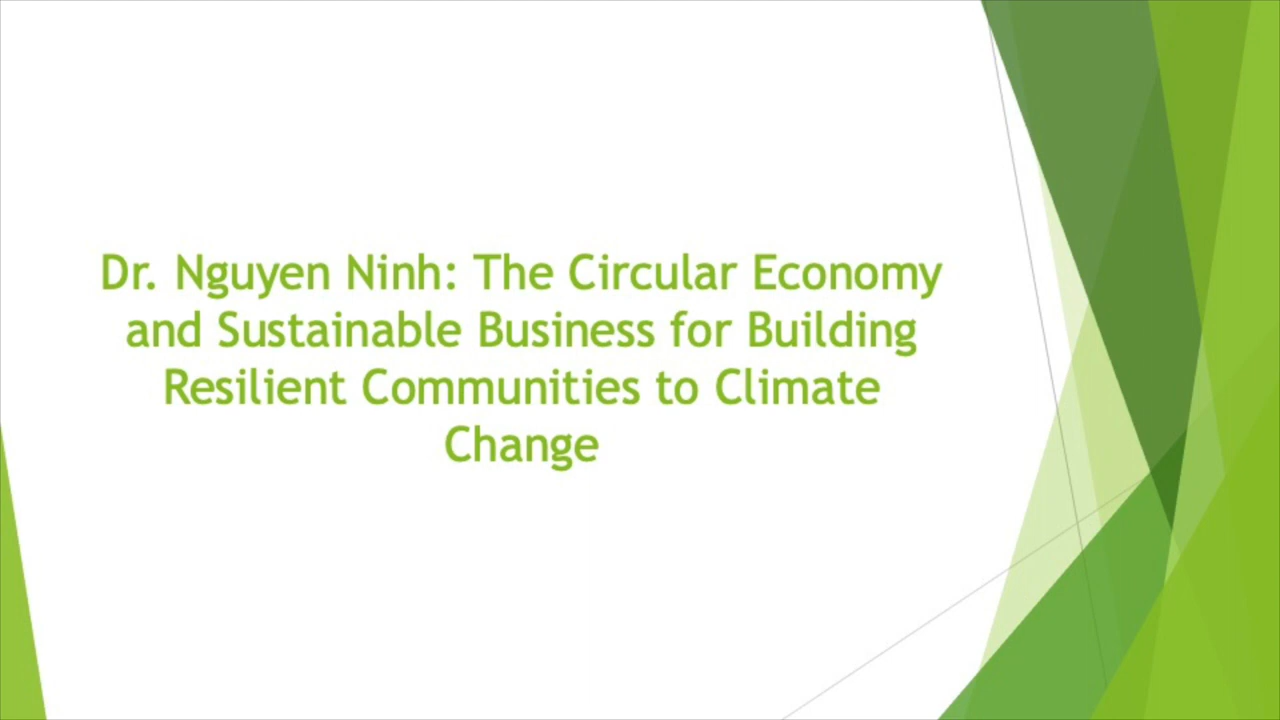 Dr. Nguyen Ninh: The Circular Economy
and Sustainable Business for Building
Resilient Communities to Climate
Change